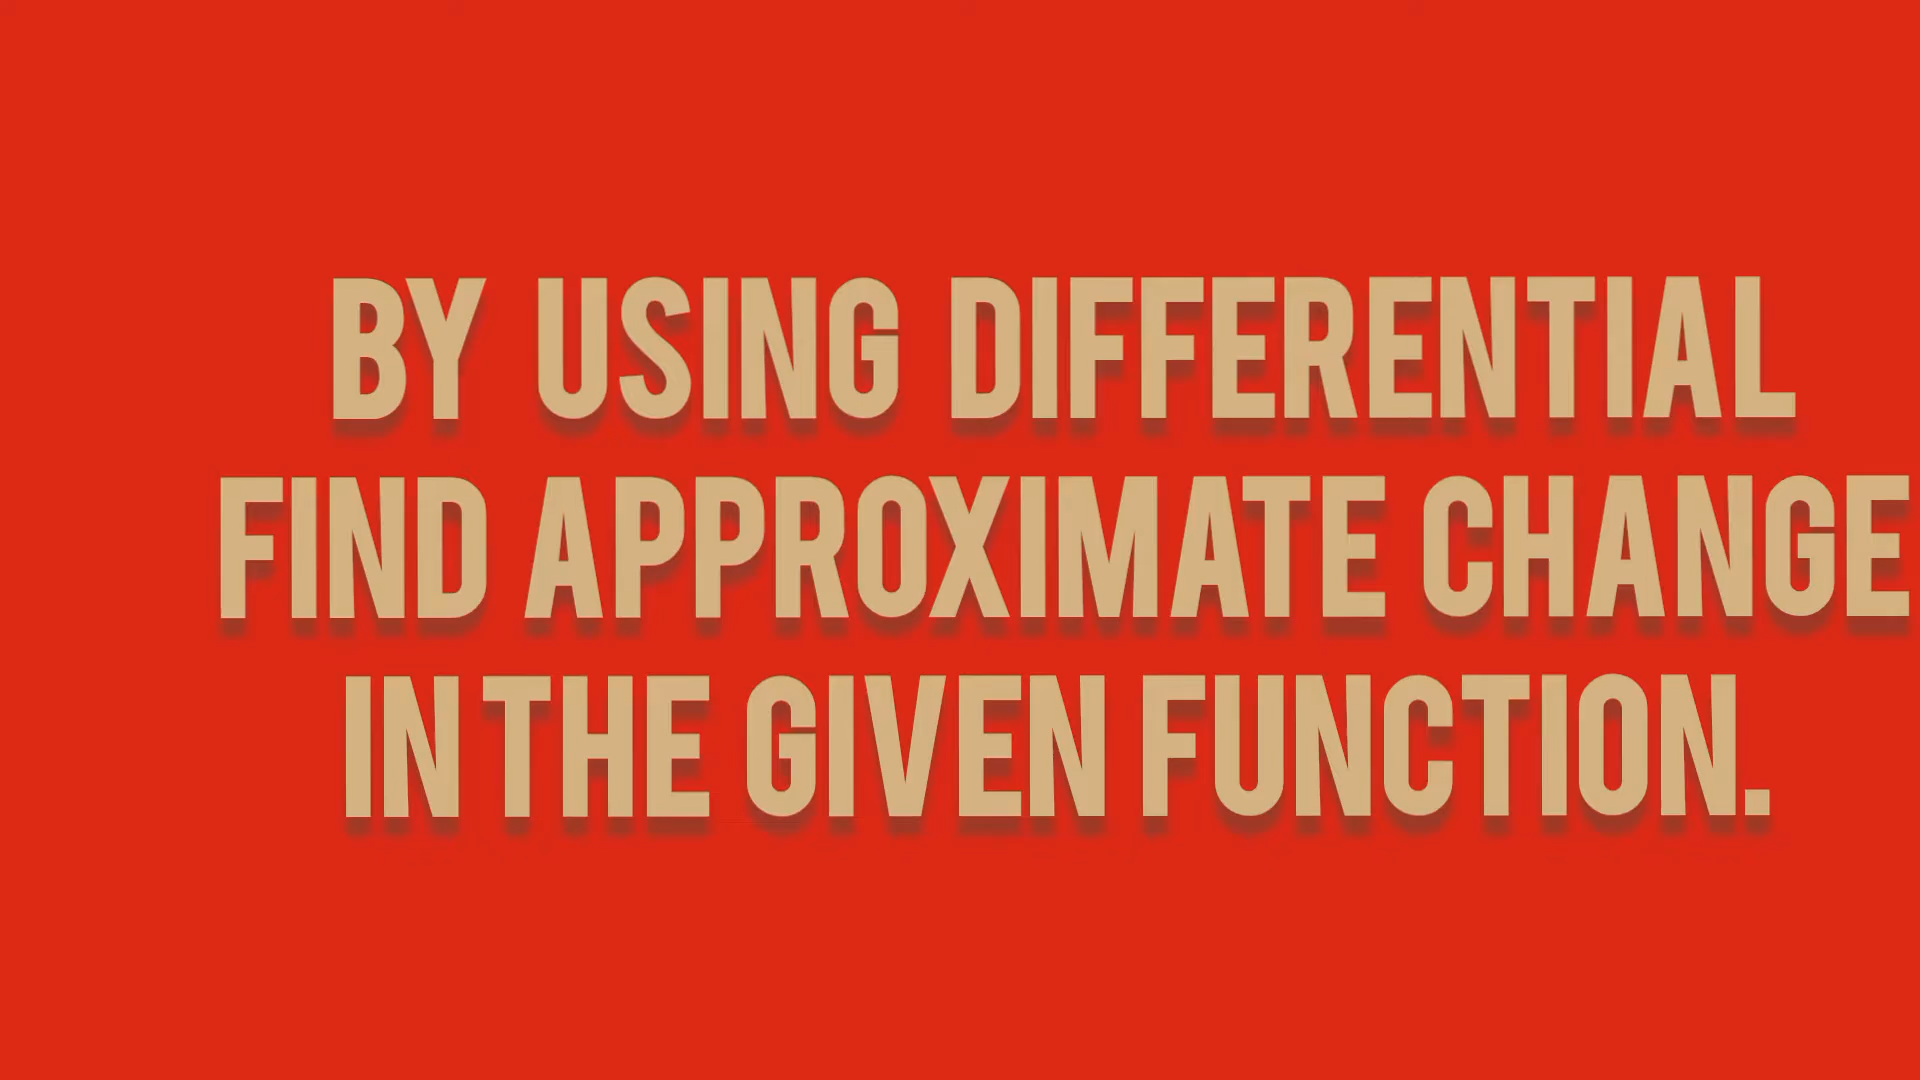 BY USING DIFFERENTIAL
FIND APPROXIMATE CHANGE
IN THE GIVEN FUNCTION.